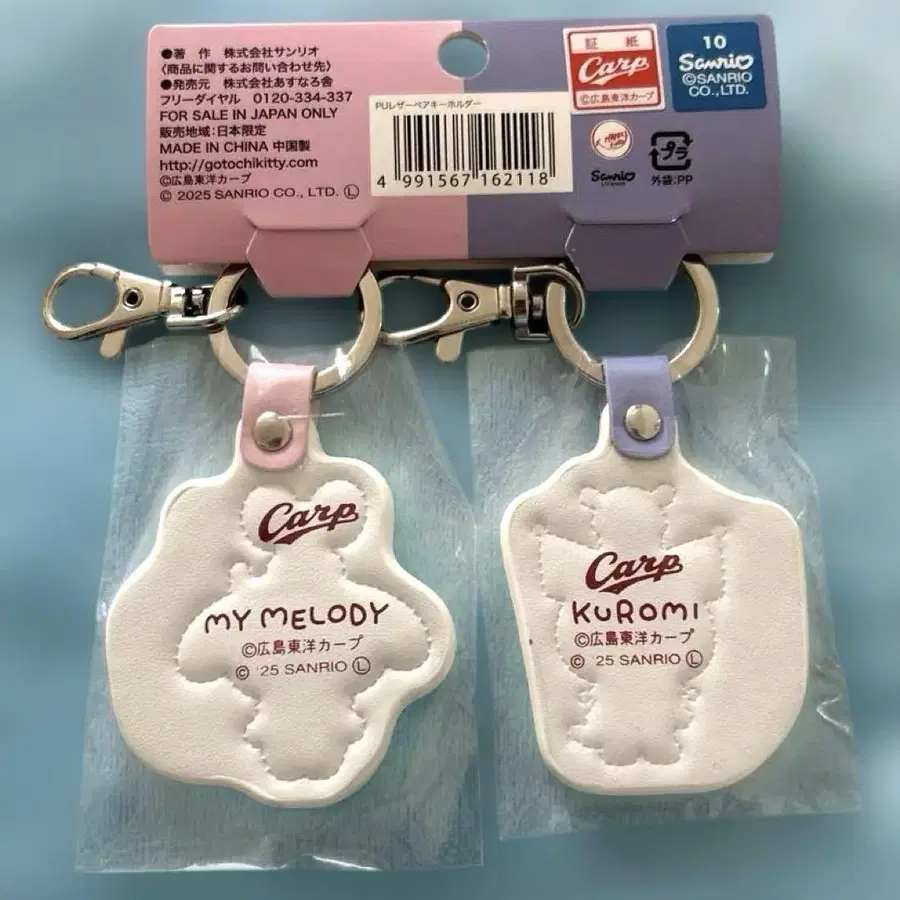 ●著 作 株式会社サンリオ
〈商品に関するお問い合わせ先〉
●発売元 株式会社あすなろ舎
フリーダイヤル 0120-334-337
FOR SALE IN JAPAN ONLY
販売地域:日本限定
MADE IN CHINA 中国製
http://gotochikitty.com
©広島東洋カープ
© 2025 SANRIO CO., LTD. Ⓛ
PUレザーペアキーホルダー
4 991567 162118
証 紙
Carp
©広島東洋カープ
10
Sanrio
©SANRIO
CO., LTD.
Sanrio
プラ
外袋:PP
Carp
MY MELODY
©広島東洋カープ
© '25 SANRIO Ⓛ
Carp
KUROMI
©広島東洋カープ
© '25 SANRIO Ⓛ